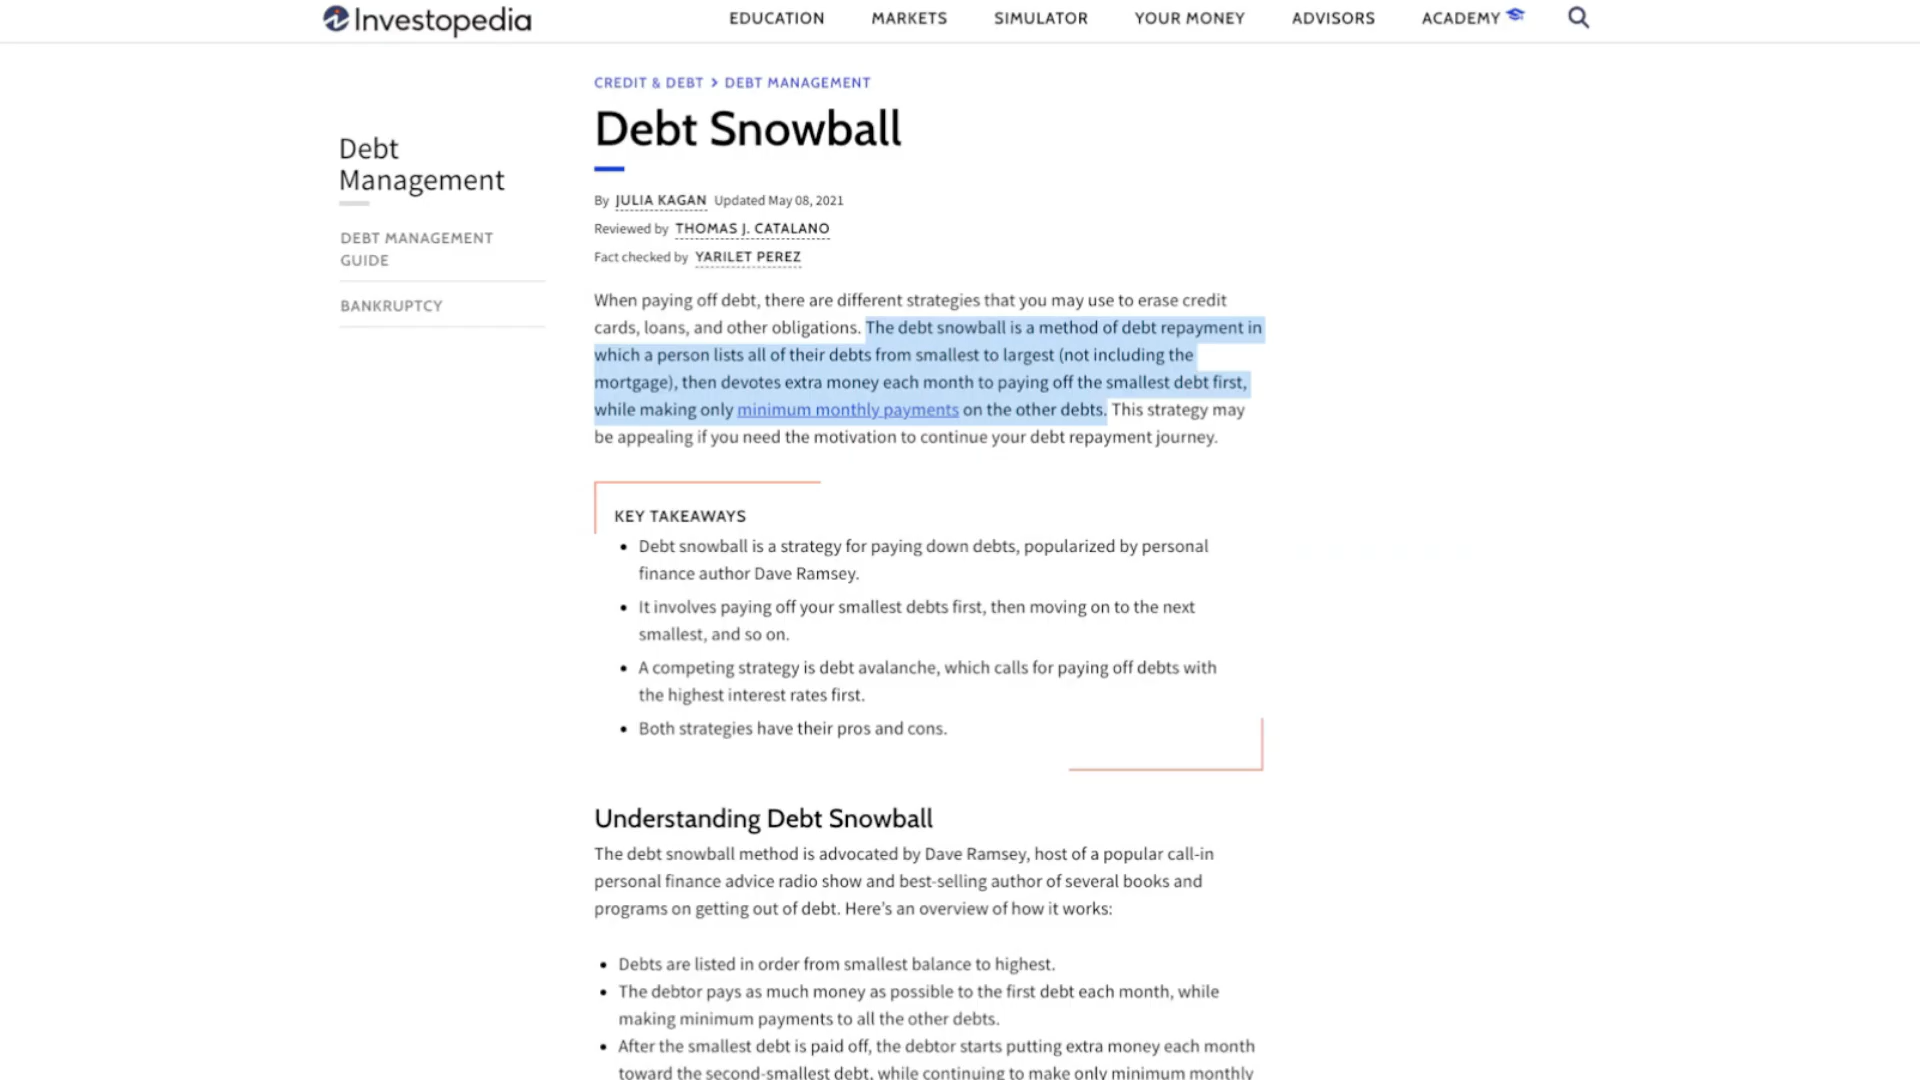 Investopedia
EDUCATION MARKETS SIMULATOR YOUR MONEY ADVISORS ACADEMY
CREDIT & DEBT > DEBT MANAGEMENT
Debt Snowball
Debt
Management
DEBT MANAGEMENT
GUIDE
BANKRUPTCY
By JULIA KAGAN Updated May 08, 2021
Reviewed by THOMAS J. CATALANO
Fact checked by YARILET PEREZ
When paying off debt, there are different strategies that you may use to erase credit
cards, loans, and other obligations. The debt snowball is a method of debt repayment in
which a person lists all of their debts from smallest to largest (not including the
mortgage), then devotes extra money each month to paying off the smallest debt first,
while making only minimum monthly payments on the other debts. This strategy may
be appealing if you need the motivation to continue your debt repayment journey.
KEY TAKEAWAYS
• Debt snowball is a strategy for paying down debts, popularized by personal
finance author Dave Ramsey.
• It involves paying off your smallest debts first, then moving on to the next
smallest, and so on.
• A competing strategy is debt avalanche, which calls for paying off debts with
the highest interest rates first.
• Both strategies have their pros and cons.
Understanding Debt Snowball
The debt snowball method is advocated by Dave Ramsey, host of a popular call-in
personal finance advice radio show and best-selling author of several books and
programs on getting out of debt. Here's an overview of how it works:
• Debts are listed in order from smallest balance to highest.
• The debtor pays as much money as possible to the first debt each month, while
making minimum payments to all the other debts.
• After the smallest debt is paid off, the debtor starts putting extra money each month
toward the second-smallest debt, while continuing to make only minimum monthly